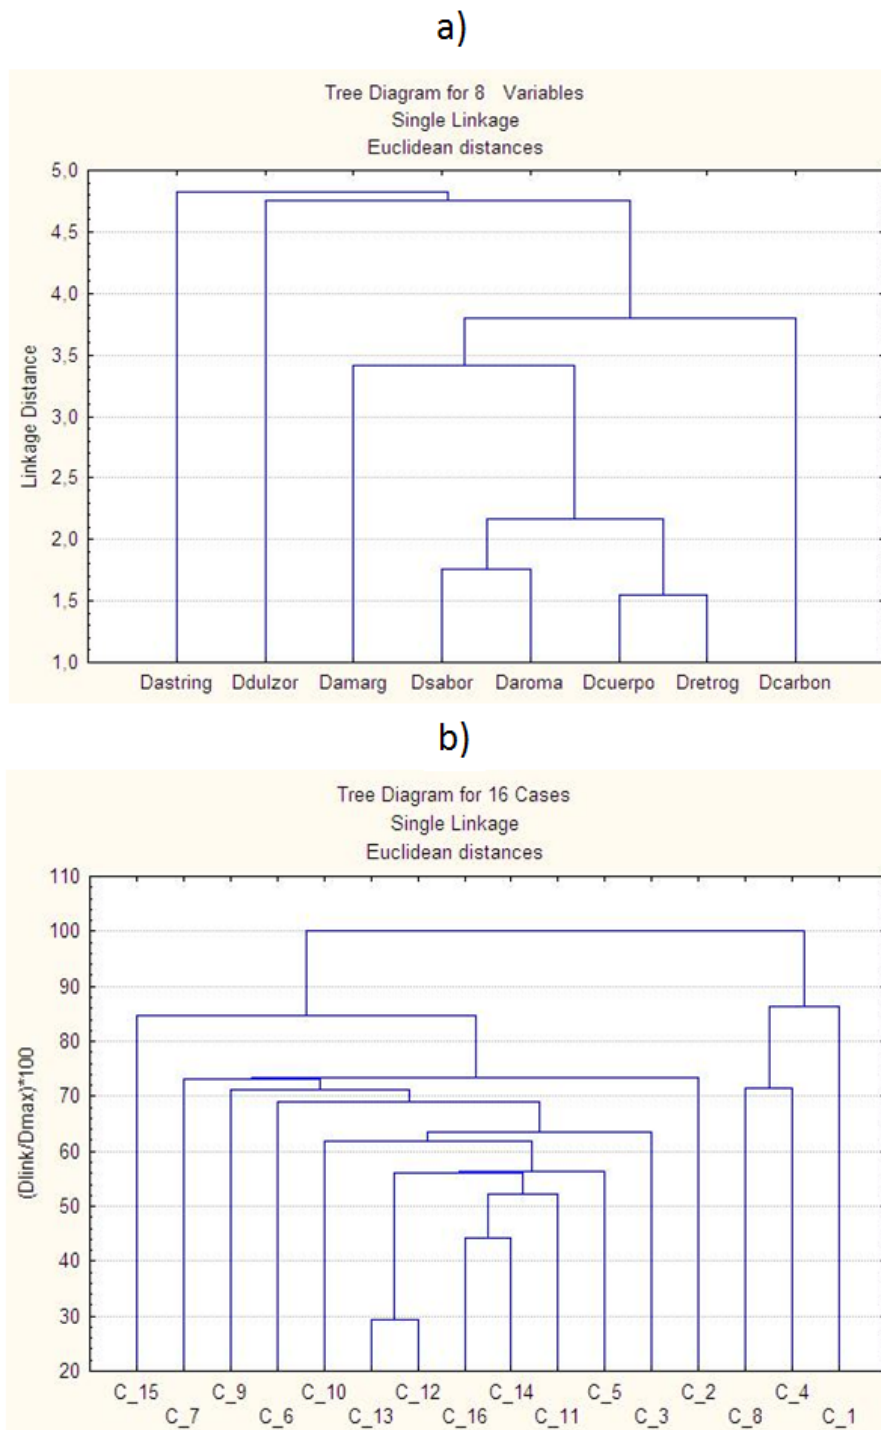 a)
Tree Diagram for 8 Variables
Single Linkage
Euclidean distances
5,0
4,5
4,0
3,5
3,0
2,5
2,0
1,5
1,0
Linkage Distance
Dastring Ddulzor Damarg Dsabor Daroma Dcuerpo Dretrog Dcarbon
b)
Tree Diagram for 16 Cases
Single Linkage
Euclidean distances
110
100
90
80
70
60
50
40
30
20
(Dlink/Dmax)*100
C_15 C_9 C_10 C_12 C_14 C_5 C_2 C_4
C_7 C_6 C_13 C_16 C_11 C_3 C_8 C_1